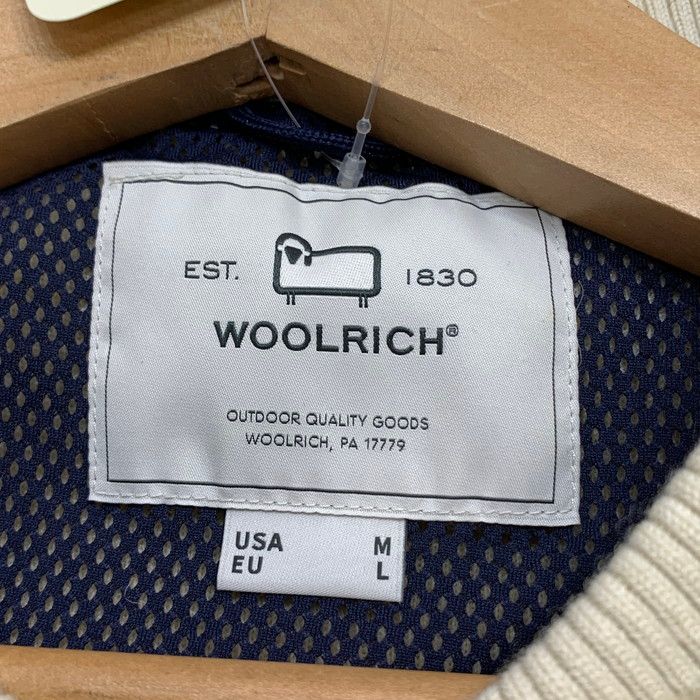 EST. 1830
WOOLRICH®
OUTDOOR QUALITY GOODS
WOOLRICH, PA 17779
USA M
EU L